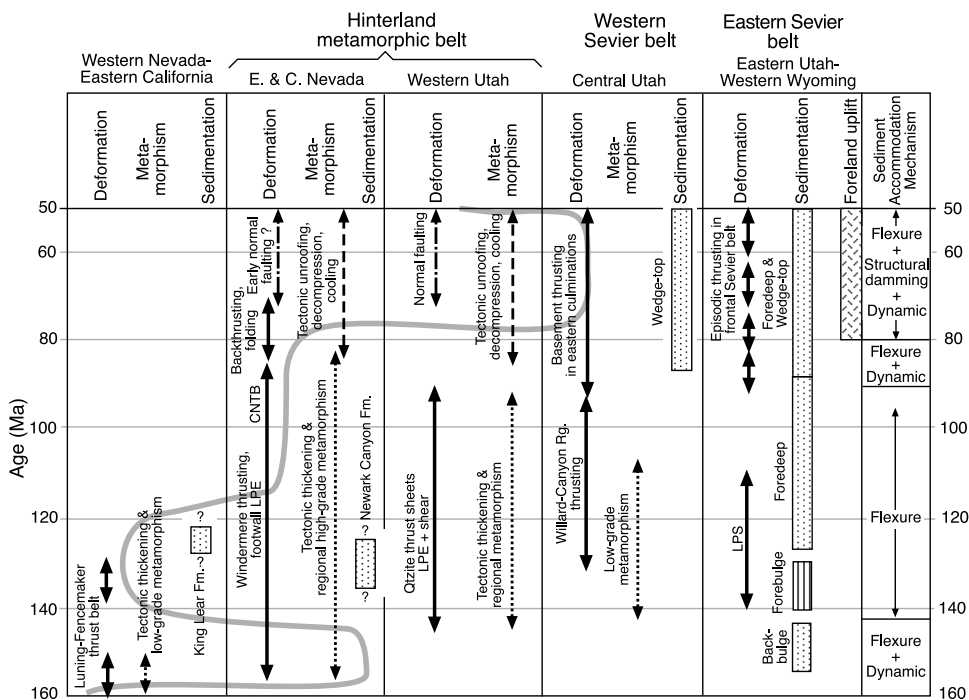 Hinterland
metamorphic belt
Western
Sevier belt
Eastern Sevier
belt
Western Nevada-
Eastern California
E. & C. Nevada
Western Utah
Central Utah
Eastern Utah-
Western Wyoming
Deformation
Meta-
morphism
Sedimentation
Deformation
Meta-
morphism
Sedimentation
Deformation
Meta-
morphism
Deformation
Meta-
morphism
Sedimentation
Deformation
Sedimentation
Foreland uplift
Sediment
Accommodation
Mechanism
Age (Ma)
50
60
80
100
120
140
160
50
60
80
100
120
140
160
Luning-Fencemaker
thrust belt
Tectonic thickening &
low-grade metamorphism
King Lear Fm.
?
?
Early normal
faulting ?
Backthrusting,
folding
CNTB
Windermere thrusting,
footwall LPE
Tectonic unroofing,
decompression,
cooling
Tectonic thickening &
regional high-grade metamorphism
Newark Canyon Fm.
?
?
Normal faulting
Qtzite thrust sheets
LPE + shear
Tectonic unroofing,
decompression, cooling
Tectonic thickening &
regional metamorphism
Basement thrusting
in eastern culminations
Willard-Canyon Rg.
thrusting
Low-grade
metamorphism
Wedge-top
Episodic thrusting in
frontal Sevier belt
LPS
Foredeep &
Wedge-top
Foredeep
Forebulge
Back-
bulge
Flexure
+
Structural
damming
+
Dynamic
Flexure
+
Dynamic
Flexure
Flexure
+
Dynamic